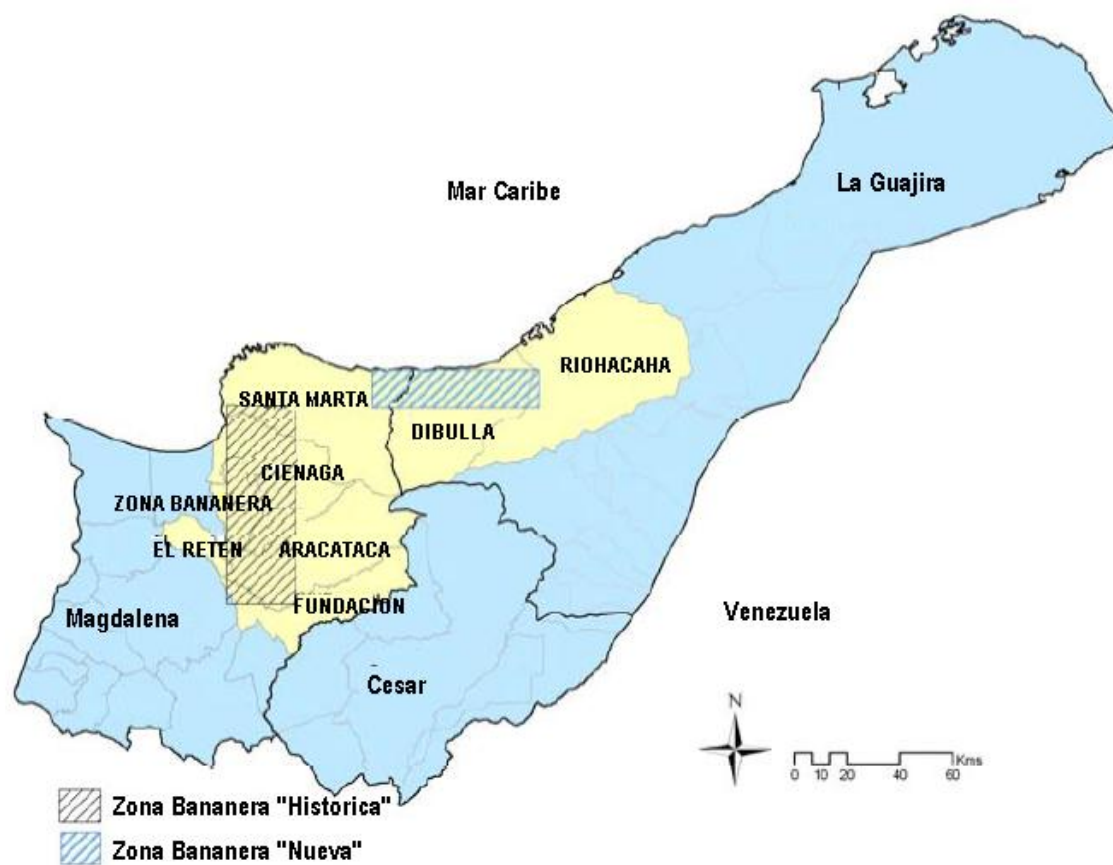 La Guajira
Mar Caribe
RIOHACAHA
SANTA MARTA
DIBULLA
CIENAGA
ZONA BANANERA
EL RETEN
ARACATACA
FUNDACION
Magdalena
Venezuela
Cesar
N
Kms
0 10 20 40 60
Zona Bananera "Histórica"
Zona Bananera "Nueva"